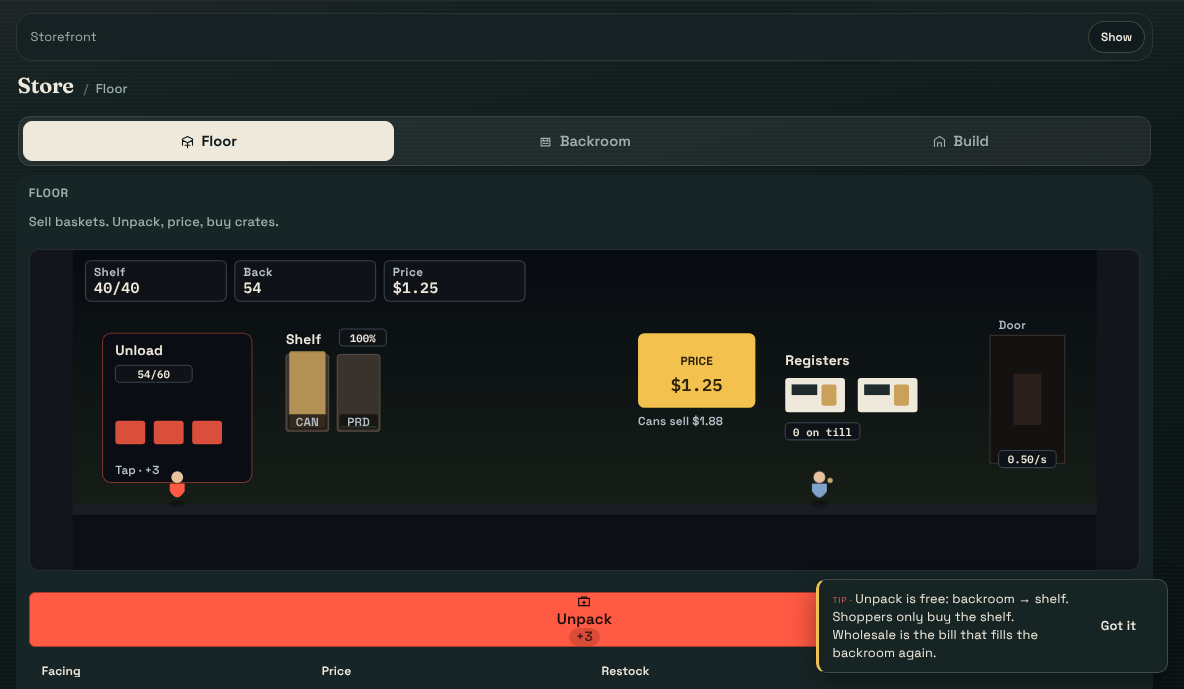 Storefront
Show
Store / Floor
Floor
Backroom
Build
FLOOR
Sell baskets. Unpack, price, buy crates.
Shelf
40/40
Back
54
Price
$1.25
Unload
54/60
Tap · +3
Shelf
100%
CAN
PRD
PRICE
$1.25
Cans sell $1.88
Registers
0 on till
Door
0.50/s
Unpack
+3
TIP · Unpack is free: backroom → shelf.
Shoppers only buy the shelf.
Wholesale is the bill that fills the
backroom again.
Got it
Facing
Price
Restock